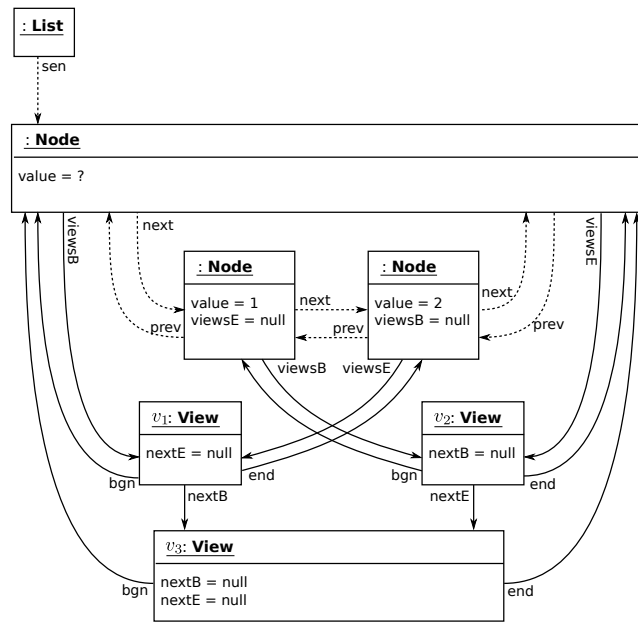 : List
sen
: Node
value = ?
viewsB
next
viewsE
: Node
value = 1
viewsE = null
: Node
value = 2
viewsB = null
next
next
prev
prev
prev
viewsB
viewsE
v₁: View
nextE = null
v₂: View
nextB = null
bgn
end
bgn
end
nextB
nextE
v₃: View
nextB = null
nextE = null
bgn
end